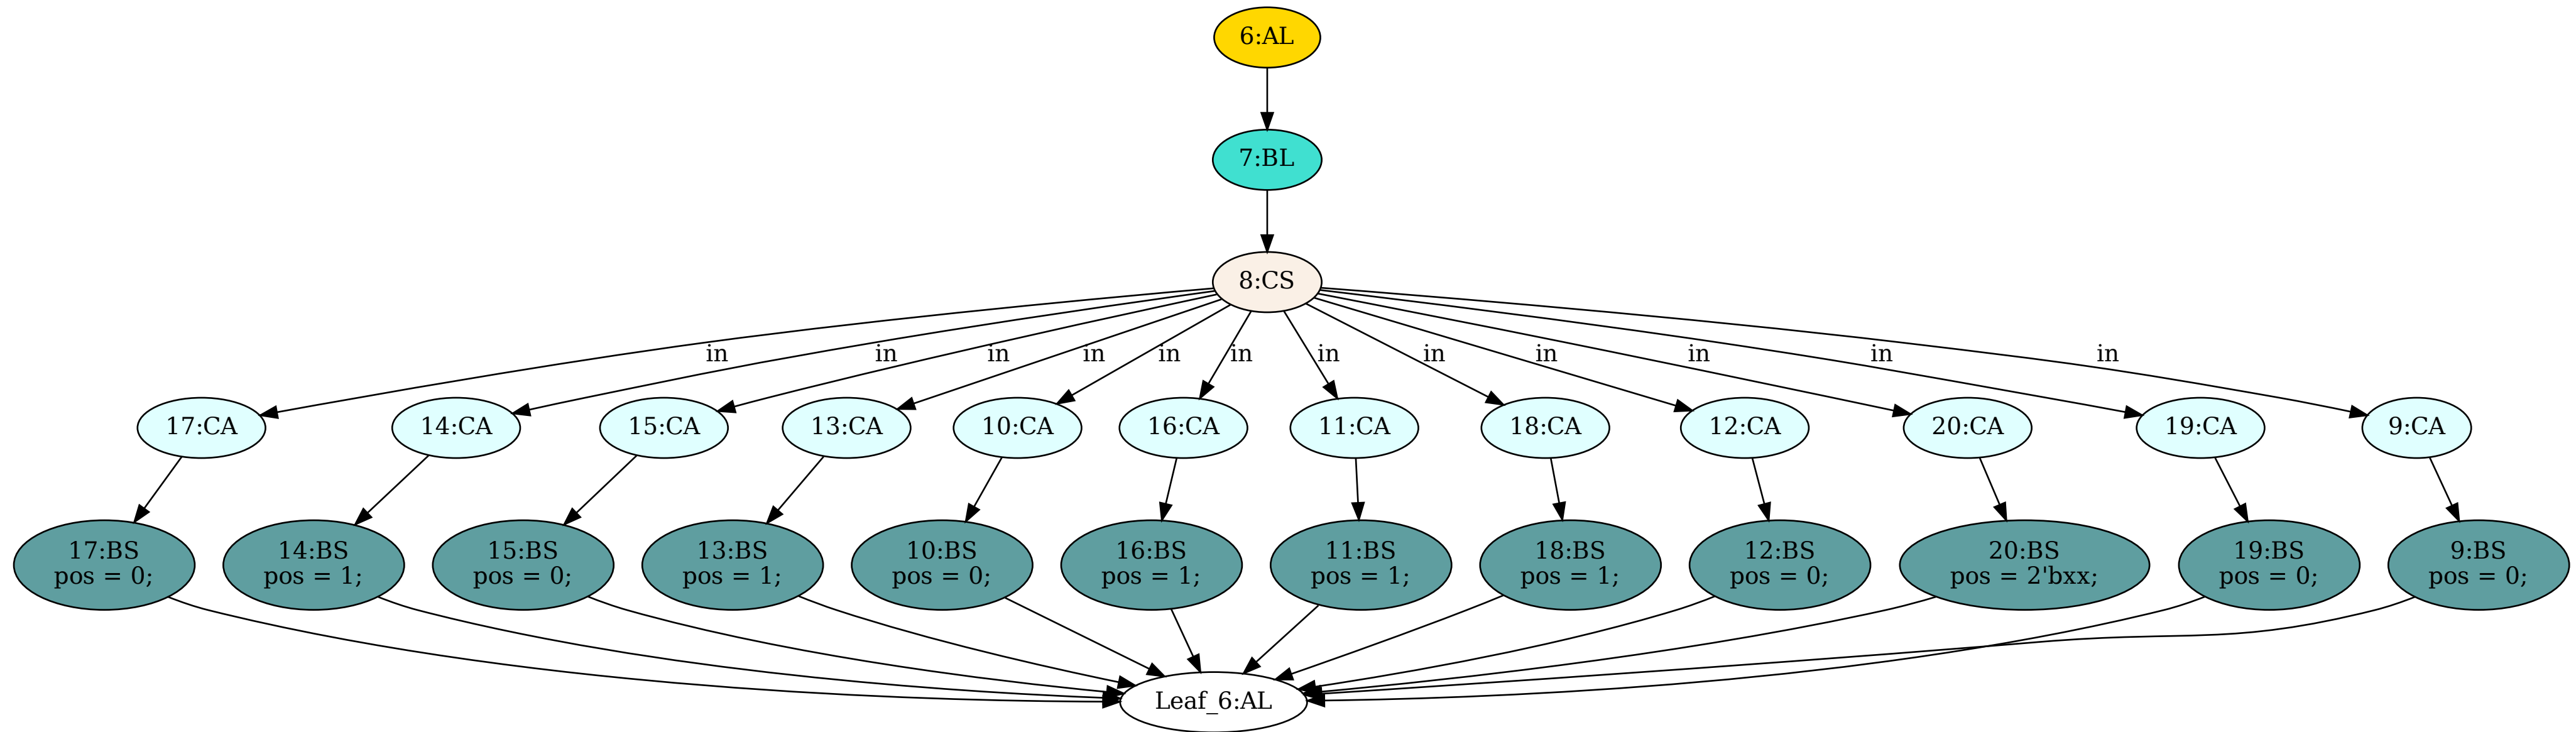 6:AL
7:BL
8:CS
in in in in in in in in in in in in
17:CA 14:CA 15:CA 13:CA 10:CA 16:CA 11:CA 18:CA 12:CA 20:CA 19:CA 9:CA
17:BS 14:BS 15:BS 13:BS 10:BS 16:BS 11:BS 18:BS 12:BS 20:BS 19:BS 9:BS
pos = 0; pos = 1; pos = 0; pos = 1; pos = 0; pos = 1; pos = 1; pos = 1; pos = 0; pos = 2'bxx; pos = 0; pos = 0;
Leaf_6:AL